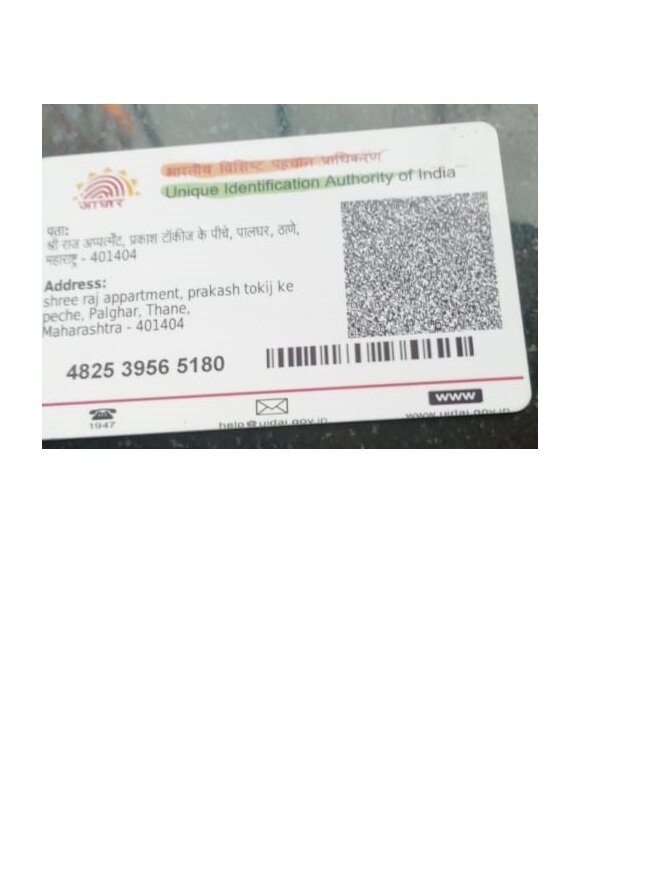 भारतीय विशिष्ट पहचान प्राधिकरण
Unique Identification Authority of India
आधार
पता:
श्री राज अपार्ट्मेंट, प्रकाश टॉकीज के पीचे, पालघर, ठाणे,
महाराष्ट्र - 401404
Address:
shree raj appartment, prakash tokij ke
peche, Palghar, Thane,
Maharashtra - 401404
4825 3956 5180
WWW
1947
help@uidai.gov.in
www.uidai.gov.in